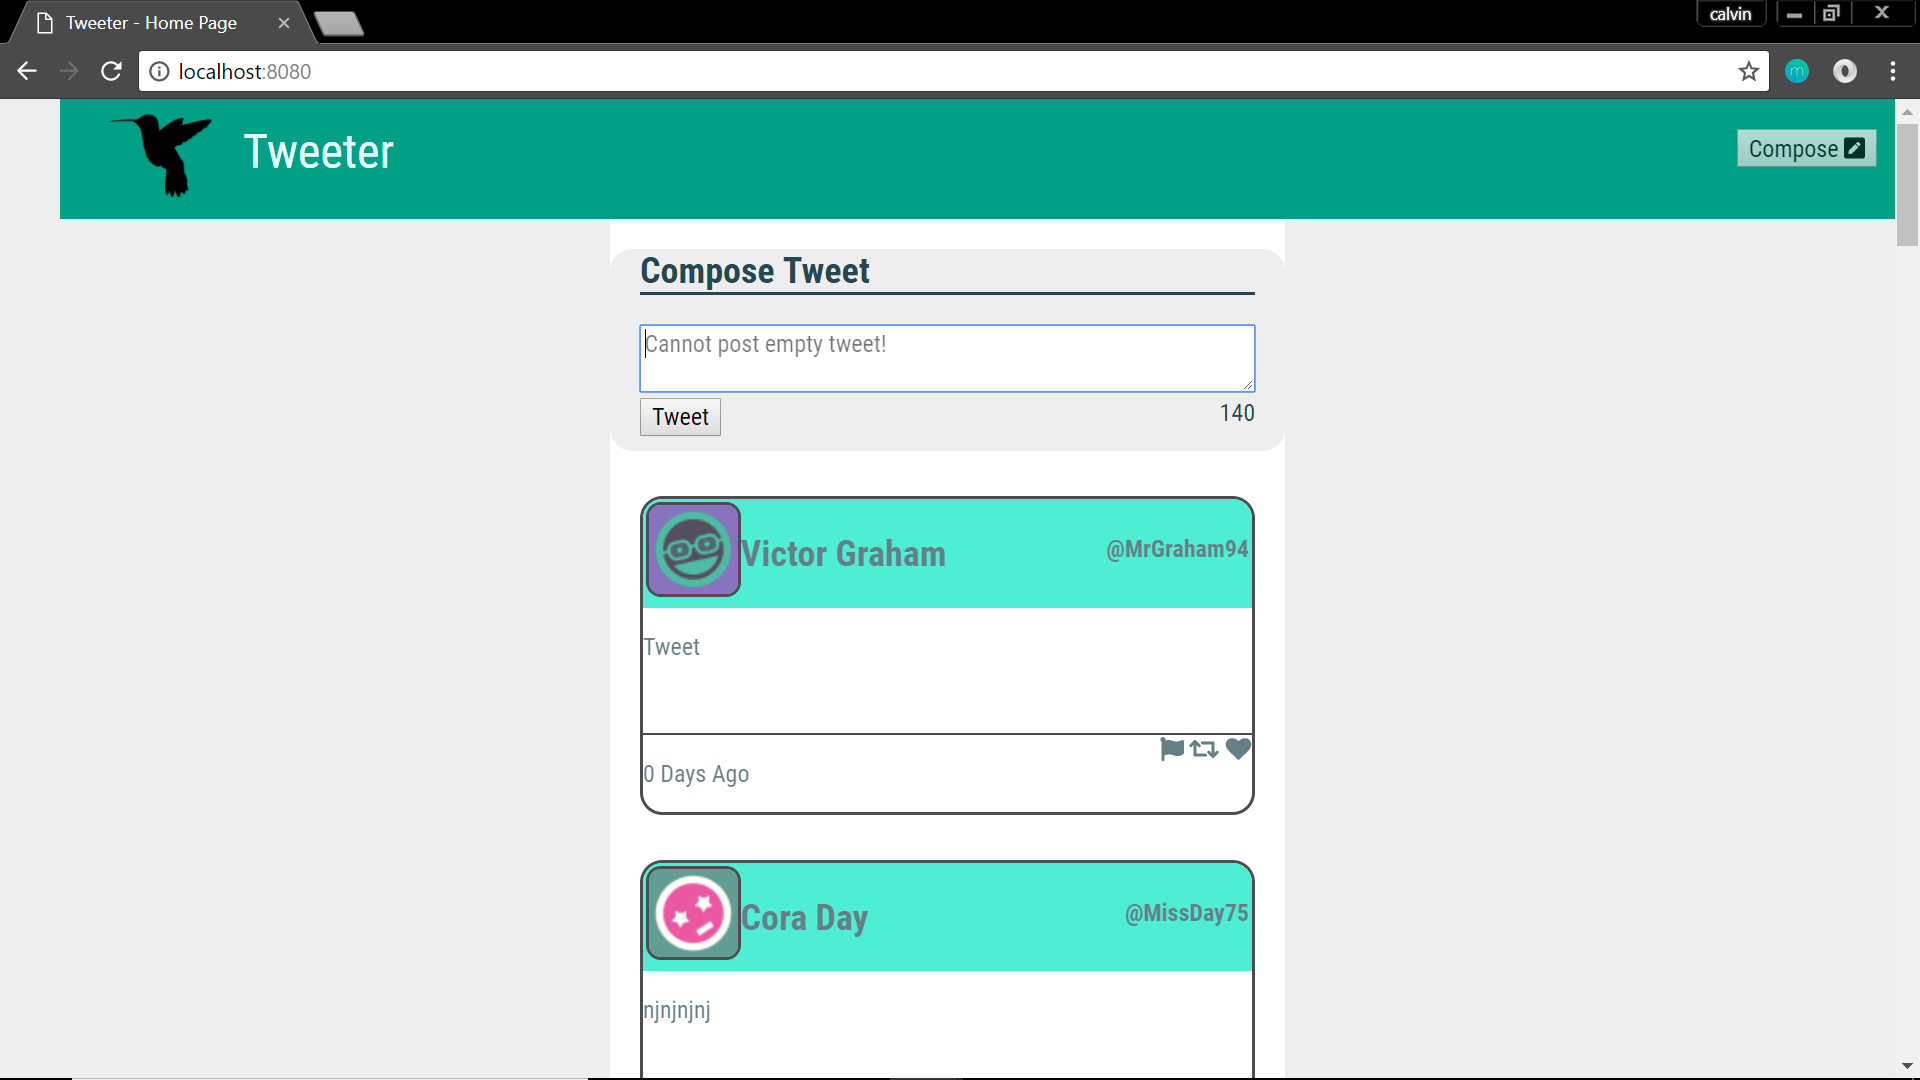 Tweeter - Home Page
calvin
localhost:8080
m
Tweeter
Compose
Compose Tweet
Cannot post empty tweet!
Tweet
140
Victor Graham
@MrGraham94
Tweet
0 Days Ago
Cora Day
@MissDay75
njnjnjnj